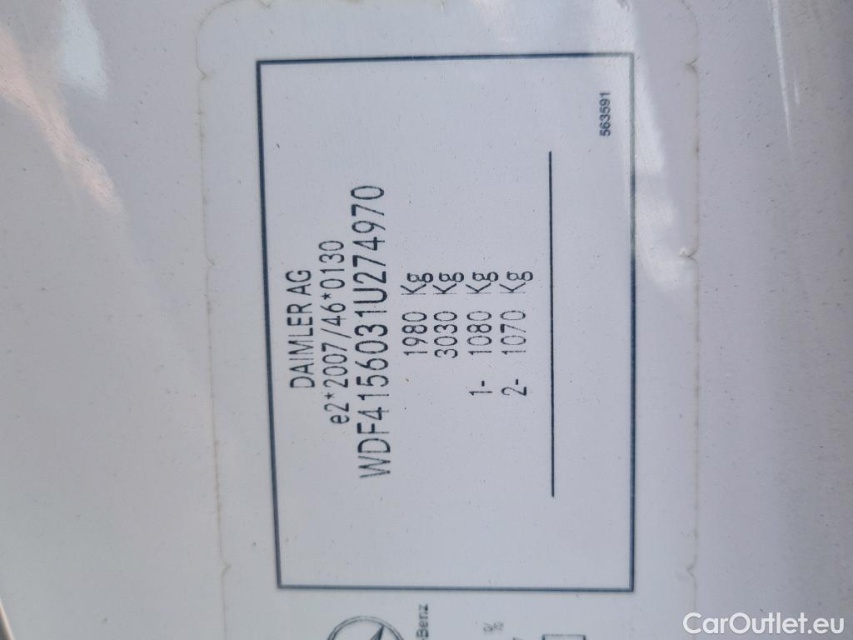 DAIMLER AG
e2*2007/46*0130
WDF4156031U274970
1980 Kg
3030 Kg
1- 1080 Kg
2- 1070 Kg
563591
Benz
%
CarOutlet.eu